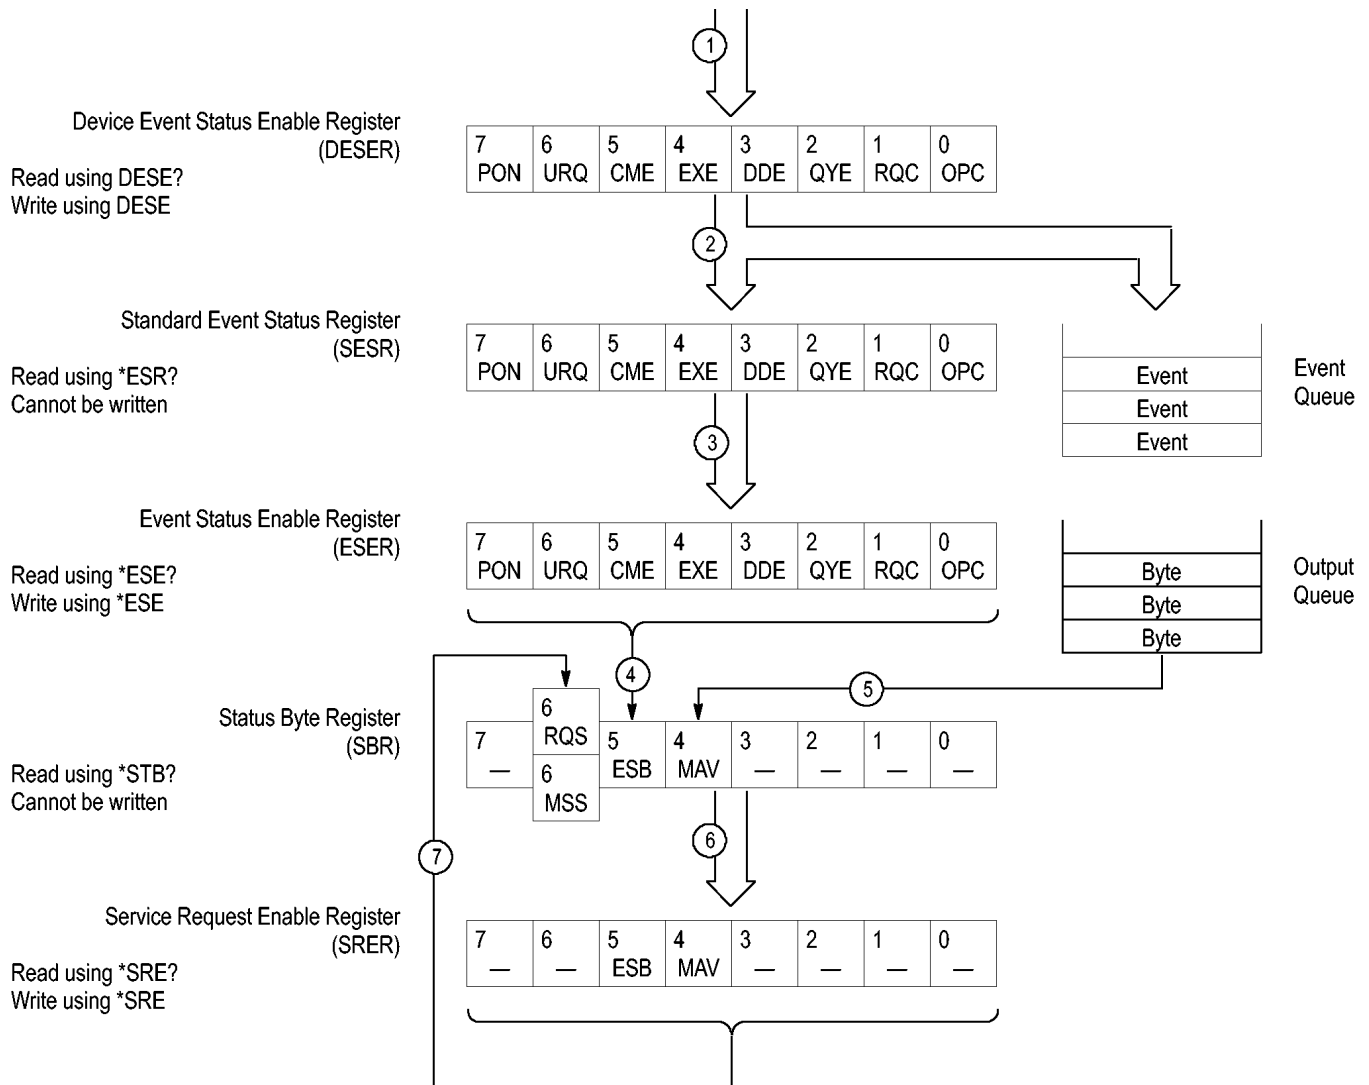 1
Device Event Status Enable Register
(DESER)
Read using DESE?
Write using DESE
7 6 5 4 3 2 1 0
PON URQ CME EXE DDE QYE RQC OPC
2
Standard Event Status Register
(SESR)
Read using *ESR?
Cannot be written
7 6 5 4 3 2 1 0
PON URQ CME EXE DDE QYE RQC OPC
Event
Event
Event
Event
Queue
3
Event Status Enable Register
(ESER)
Read using *ESE?
Write using *ESE
7 6 5 4 3 2 1 0
PON URQ CME EXE DDE QYE RQC OPC
Byte
Byte
Byte
Output
Queue
4
5
Status Byte Register
(SBR)
Read using *STB?
Cannot be written
6
RQS
7 5 4 3 2 1 0
— ESB MAV — — — —
6
MSS
6
7
Service Request Enable Register
(SRER)
Read using *SRE?
Write using *SRE
7 6 5 4 3 2 1 0
— — ESB MAV — — — —